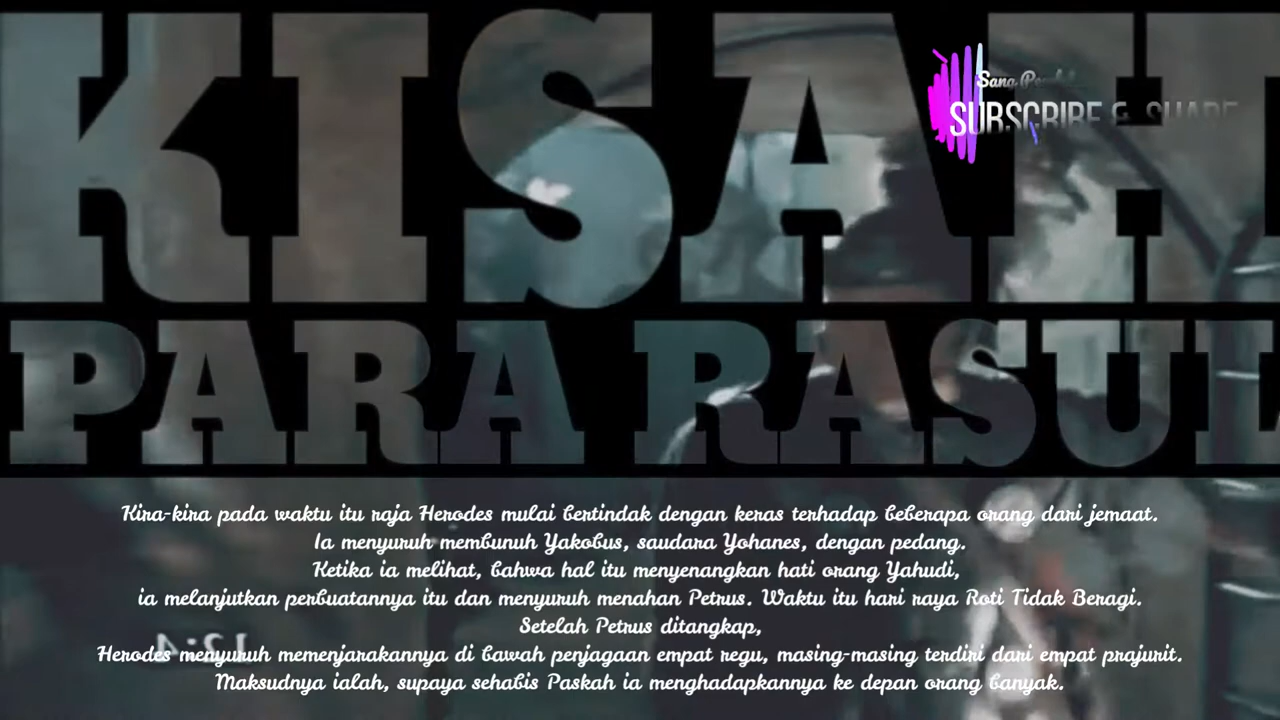 KISAH
Sang
SUBSCRIBE & SHARE
PARA RASUL
Kira-kira pada waktu itu raja Herodes mulai bertindak dengan keras terhadap beberapa orang dari jemaat.
Ia menyuruh membunuh Yakobus, saudara Yohanes, dengan pedang.
Ketika ia melihat, bahwa hal itu menyenangkan hati orang Yahudi,
ia melanjutkan perbuatannya itu dan menyuruh menahan Petrus. Waktu itu hari raya Roti Tidak Beragi.
Setelah Petrus ditangkap,
Herodes menyuruh memenjarakannya di bawah penjagaan empat regu, masing-masing terdiri dari empat prajurit.
Maksudnya ialah, supaya sehabis Paskah ia menghadapkannya ke depan orang banyak.